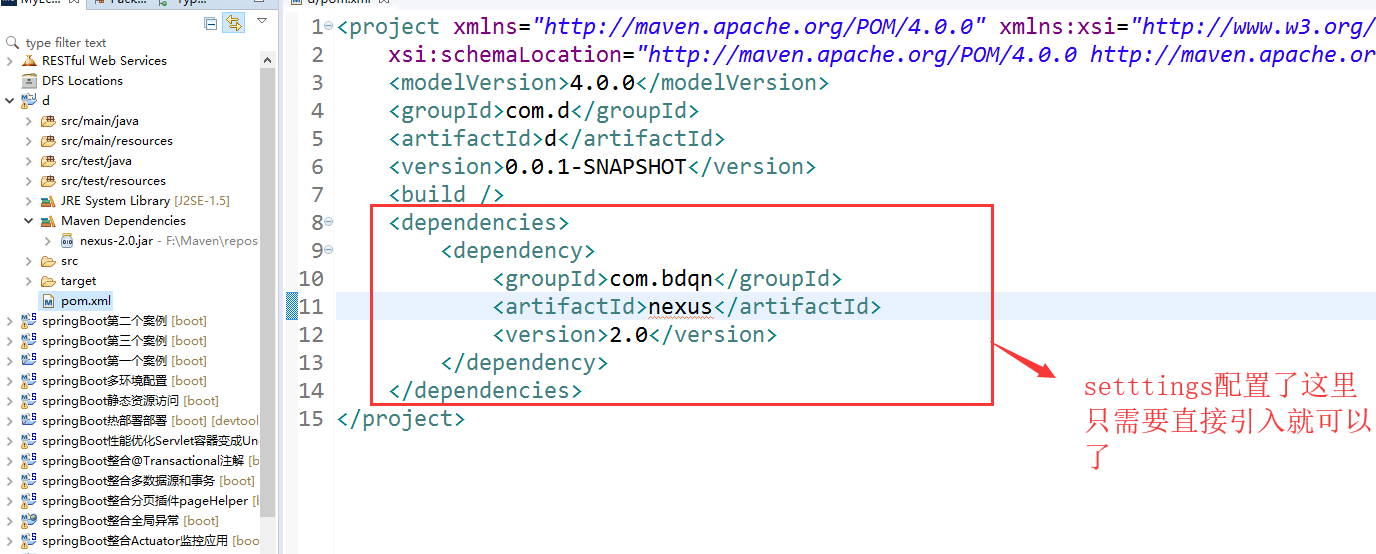 type filter text
RESTful Web Services
DFS Locations
d
src/main/java
src/main/resources
src/test/java
src/test/resources
JRE System Library [J2SE-1.5]
Maven Dependencies
nexus-2.0.jar - F:\Maven\repos
src
target
pom.xml
springBoot第二个案例 [boot]
springBoot第三个案例 [boot]
springBoot第一个案例 [boot]
springBoot多环境配置 [boot]
springBoot静态资源访问 [boot]
springBoot热部署部署 [boot] [devtool
springBoot性能优化Servlet容器变成Un
springBoot整合@Transactional注解 [b
springBoot整合多数据源和事务 [boot]
springBoot整合分页插件pageHelper [b
springBoot整合全局异常 [boot]
springBoot整合Actuator监控应用 [boo
d/pom.xml
1 <project xmlns="http://maven.apache.org/POM/4.0.0" xmlns:xsi="http://www.w3.org/
2 xsi:schemaLocation="http://maven.apache.org/POM/4.0.0 http://maven.apache.or
3 <modelVersion>4.0.0</modelVersion>
4 <groupId>com.d</groupId>
5 <artifactId>d</artifactId>
6 <version>0.0.1-SNAPSHOT</version>
7 <build />
8 <dependencies>
9 <dependency>
10 <groupId>com.bdqn</groupId>
11 <artifactId>nexus</artifactId>
12 <version>2.0</version>
13 </dependency>
14 </dependencies>
15 </project>
setttings配置了这里
只需要直接引入就可以
了